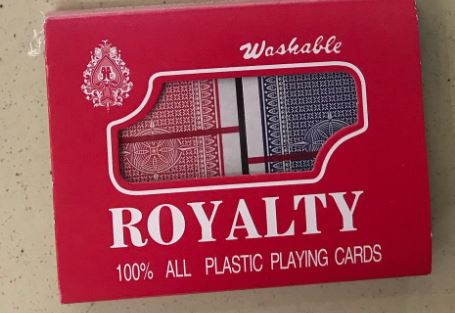 Washable
ROYALTY
100% ALL PLASTIC PLAYING CARDS